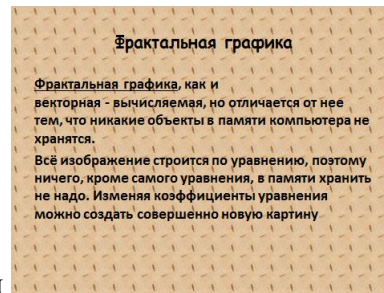 Фрактальная графика
Фрактальная графика, как и
векторная - вычисляемая, но отличается от нее
тем, что никакие объекты в памяти компьютера не
хранятся.
Всё изображение строится по уравнению, поэтому
ничего, кроме самого уравнения, в памяти хранить
не надо. Изменяя коэффициенты уравнения
можно создать совершенно новую картину